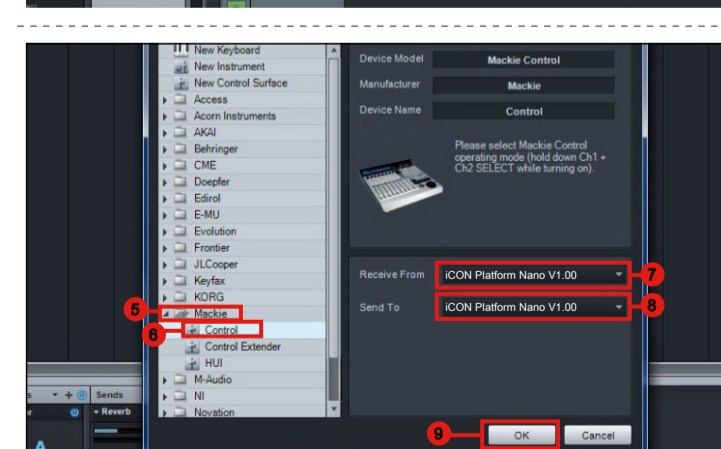 New Keyboard
New Instrument
New Control Surface
Access
Acorn Instruments
AKAI
Behringer
CME
Doepfer
Edirol
E-MU
Evolution
Frontier
JLCooper
Keyfax
KORG
5 Mackie
6 Control
Control Extender
HUI
M-Audio
NI
Novation
Device Model Mackie Control
Manufacturer Mackie
Device Name Control
Please select Mackie Control
operating mode (hold down Ch1 +
Ch2 SELECT while turning on).
Receive From iCON Platform Nano V1.00 7
Send To iCON Platform Nano V1.00 8
9 OK Cancel
Sends
Reverb